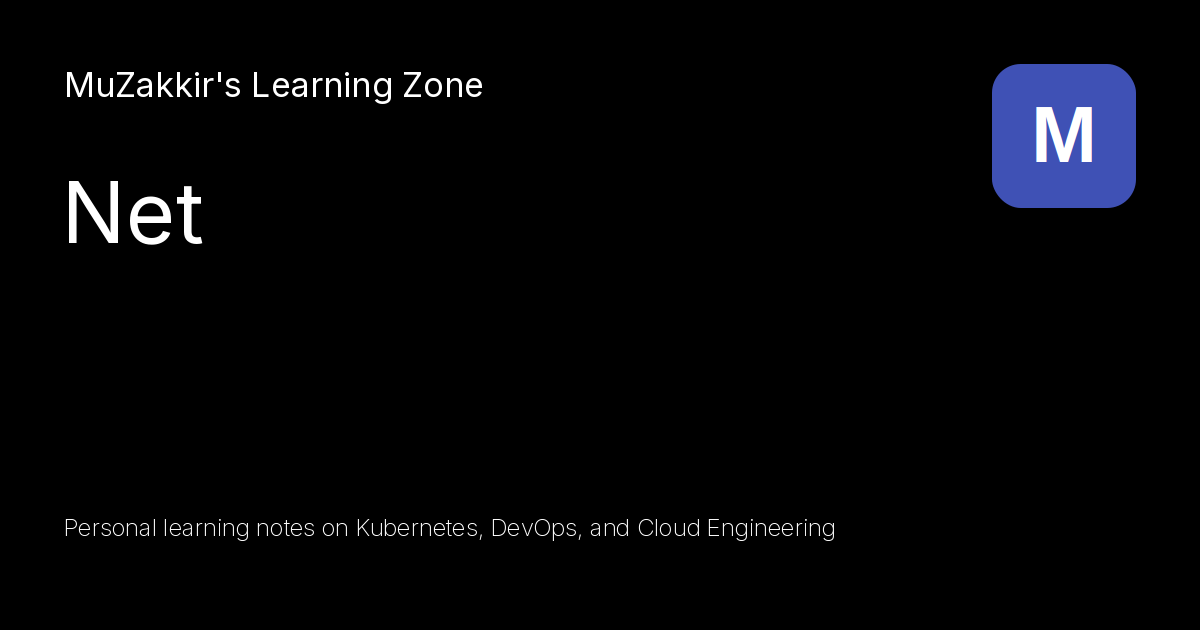 MuZakkir's Learning Zone
M
Net
Personal learning notes on Kubernetes, DevOps, and Cloud Engineering